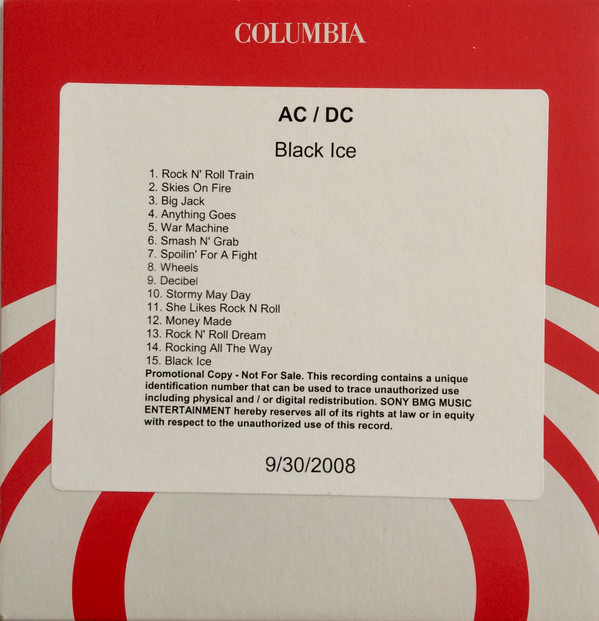 COLUMBIA
AC / DC
Black Ice
1. Rock N' Roll Train
2. Skies On Fire
3. Big Jack
4. Anything Goes
5. War Machine
6. Smash N' Grab
7. Spoilin' For A Fight
8. Wheels
9. Decibel
10. Stormy May Day
11. She Likes Rock N Roll
12. Money Made
13. Rock N' Roll Dream
14. Rocking All The Way
15. Black Ice
Promotional Copy - Not For Sale. This recording contains a unique
identification number that can be used to trace unauthorized use
including physical and / or digital redistribution. SONY BMG MUSIC
ENTERTAINMENT hereby reserves all of its rights at law or in equity
with respect to the unauthorized use of this record.
9/30/2008